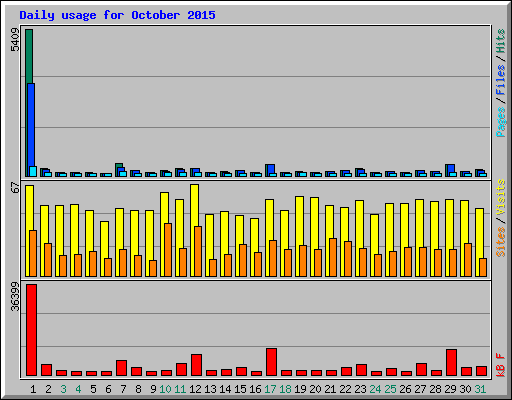 Daily usage for October 2015
5409
Pages / Files / Hits
67
Sites / Visits
36399
kB F
1 2 3 4 5 6 7 8 9 10 11 12 13 14 15 16 17 18 19 20 21 22 23 24 25 26 27 28 29 30 31